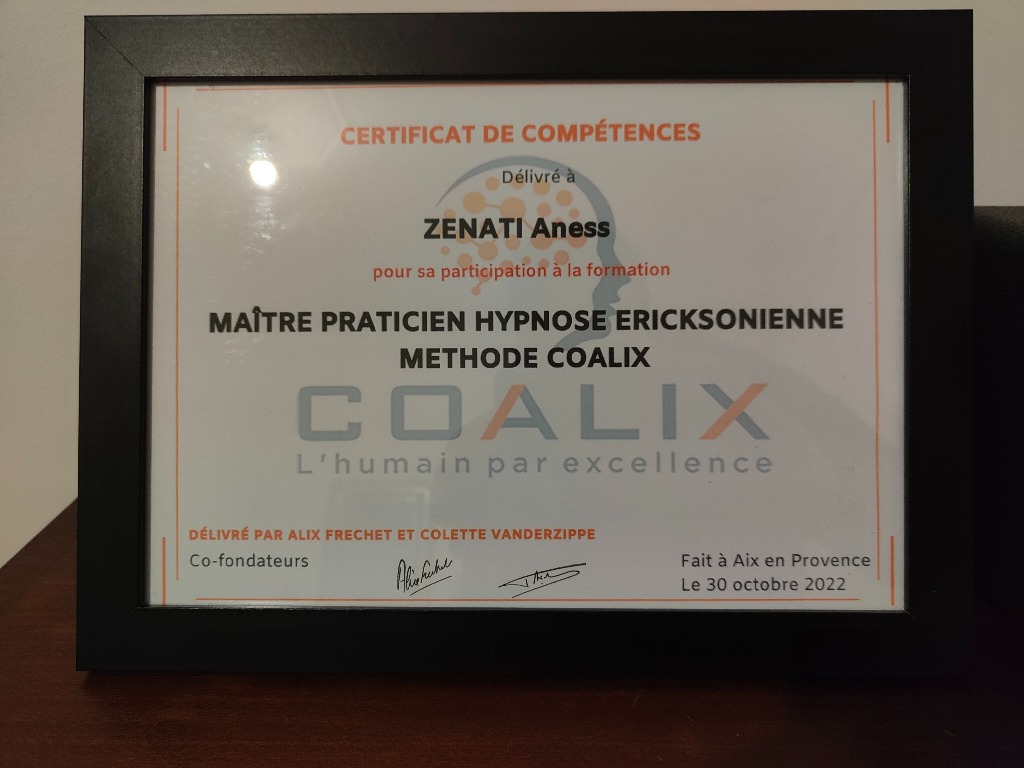 CERTIFICAT DE COMPÉTENCES
Délivré à
ZENATI Aness
pour sa participation à la formation
MAÎTRE PRATICIEN HYPNOSE ERICKSONIENNE
METHODE COALIX
COALIX
L'humain par excellence
DÉLIVRÉ PAR ALIX FRECHET ET COLETTE VANDERZIPPE
Co-fondateurs
Fait à Aix en Provence
Le 30 octobre 2022